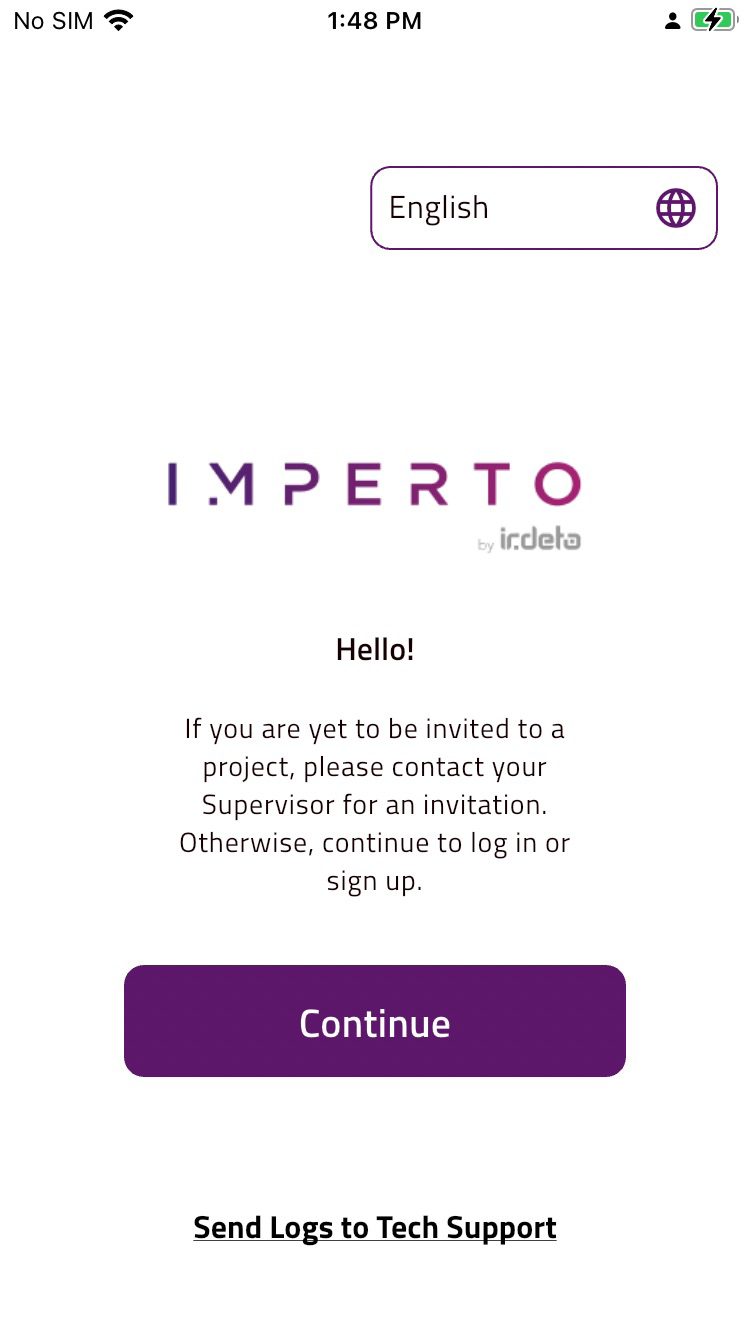 No SIM
1:48 PM
English
IMPERTO
by irdeto
Hello!
If you are yet to be invited to a
project, please contact your
Supervisor for an invitation.
Otherwise, continue to log in or
sign up.
Continue
Send Logs to Tech Support